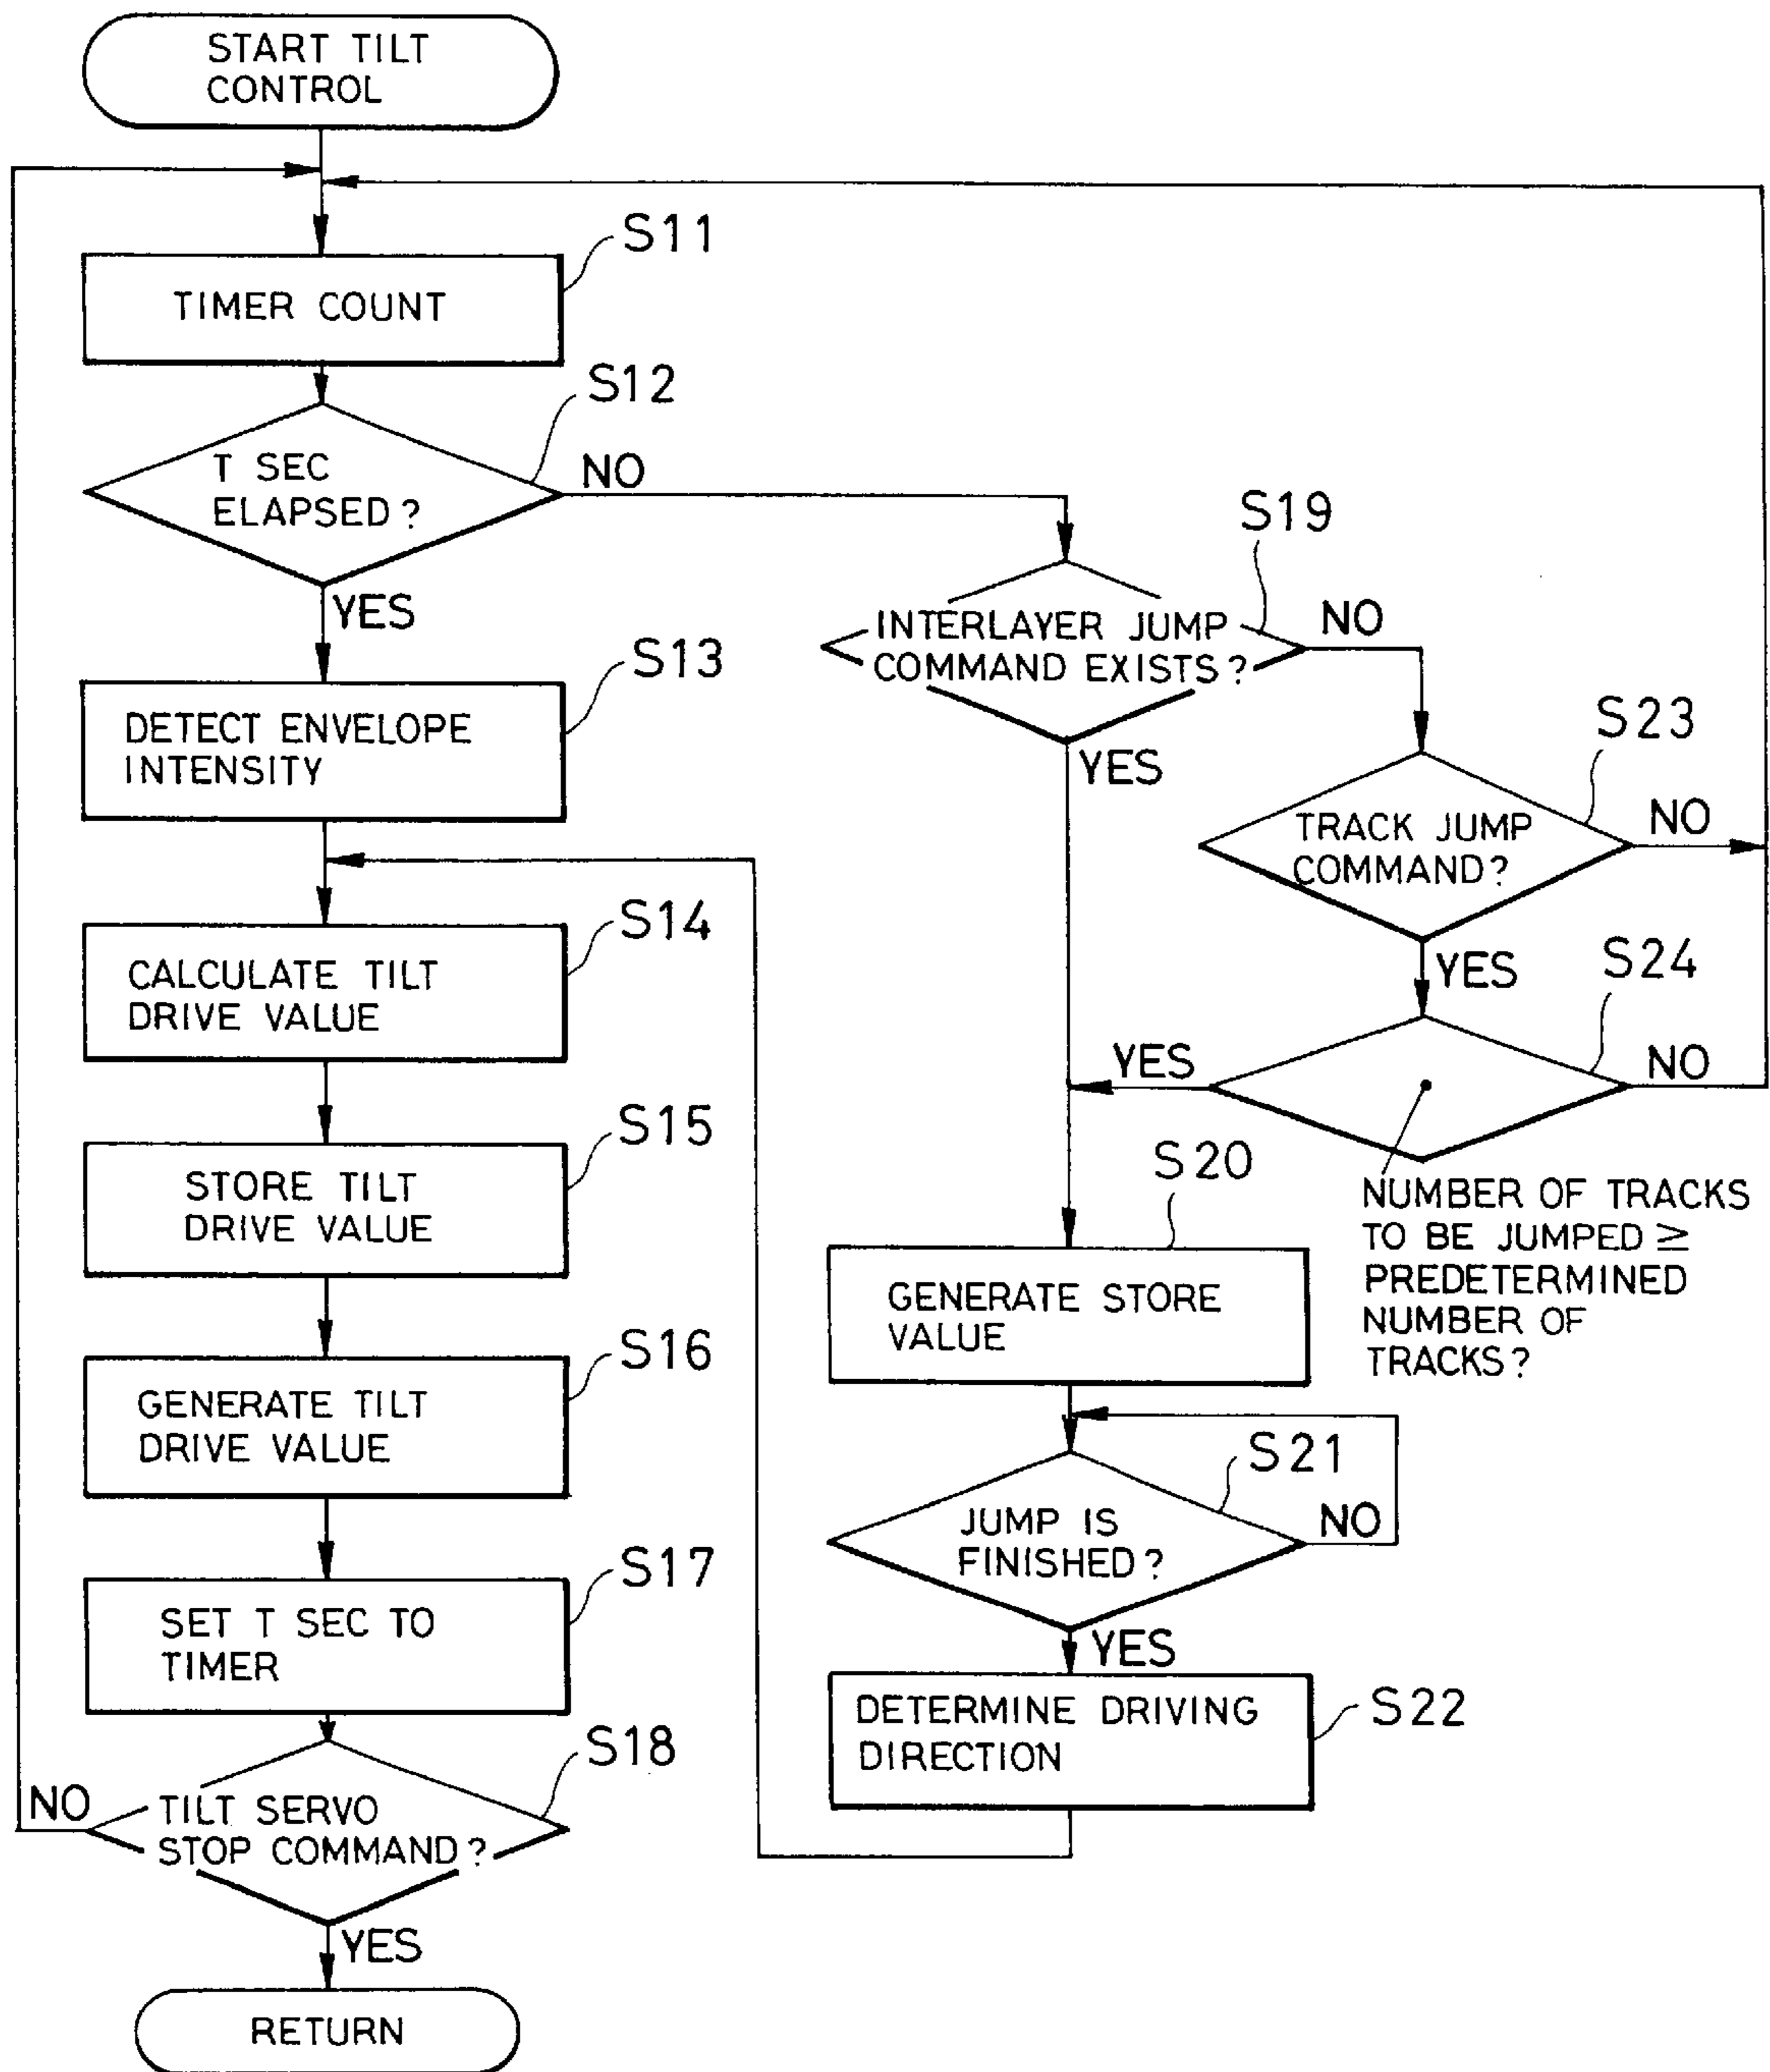 START TILT
CONTROL
S11
TIMER COUNT
S12
T SEC
ELAPSED?
NO
YES
S13
DETECT ENVELOPE
INTENSITY
S14
CALCULATE TILT
DRIVE VALUE
S15
STORE TILT
DRIVE VALUE
S16
GENERATE TILT
DRIVE VALUE
S17
SET T SEC TO
TIMER
S18
TILT SERVO
STOP COMMAND?
NO
YES
RETURN
S19
INTERLAYER JUMP
COMMAND EXISTS?
NO
YES
S23
TRACK JUMP
COMMAND?
NO
YES
S24
YES
NO
NUMBER OF TRACKS
TO BE JUMPED ≥
PREDETERMINED
NUMBER OF
TRACKS?
S20
GENERATE STORE
VALUE
S21
JUMP IS
FINISHED?
NO
YES
S22
DETERMINE DRIVING
DIRECTION